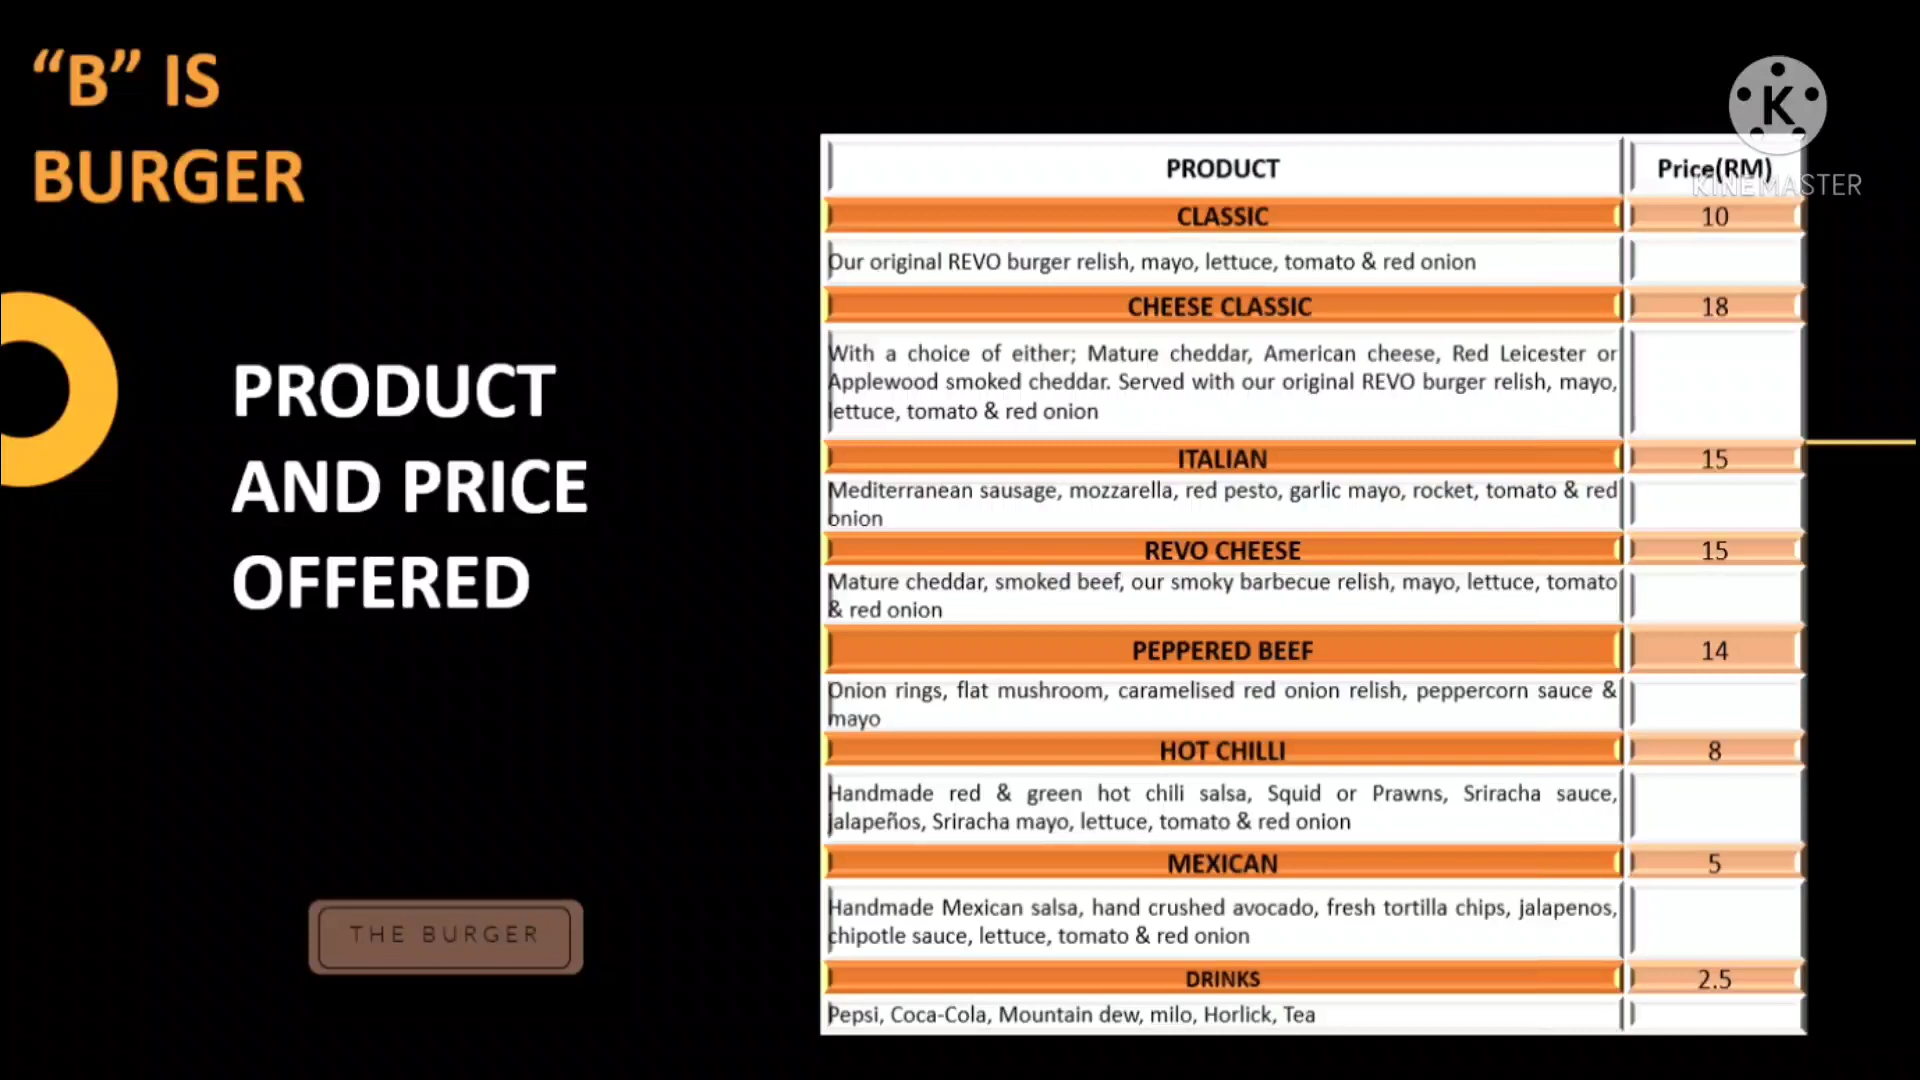 “B” IS
BURGER
PRODUCT
AND PRICE
OFFERED
THE BURGER
K
KINEMASTER
PRODUCT Price(RM)
CLASSIC 10
Our original REVO burger relish, mayo, lettuce, tomato & red onion
CHEESE CLASSIC 18
With a choice of either; Mature cheddar, American cheese, Red Leicester or
Applewood smoked cheddar. Served with our original REVO burger relish, mayo,
lettuce, tomato & red onion
ITALIAN 15
Mediterranean sausage, mozzarella, red pesto, garlic mayo, rocket, tomato & red
onion
REVO CHEESE 15
Mature cheddar, smoked beef, our smoky barbecue relish, mayo, lettuce, tomato
& red onion
PEPPERED BEEF 14
Onion rings, flat mushroom, caramelised red onion relish, peppercorn sauce &
mayo
HOT CHILLI 8
Handmade red & green hot chili salsa, Squid or Prawns, Sriracha sauce,
jalapeños, Sriracha mayo, lettuce, tomato & red onion
MEXICAN 5
Handmade Mexican salsa, hand crushed avocado, fresh tortilla chips, jalapenos,
chipotle sauce, lettuce, tomato & red onion
DRINKS 2.5
Pepsi, Coca-Cola, Mountain dew, milo, Horlick, Tea